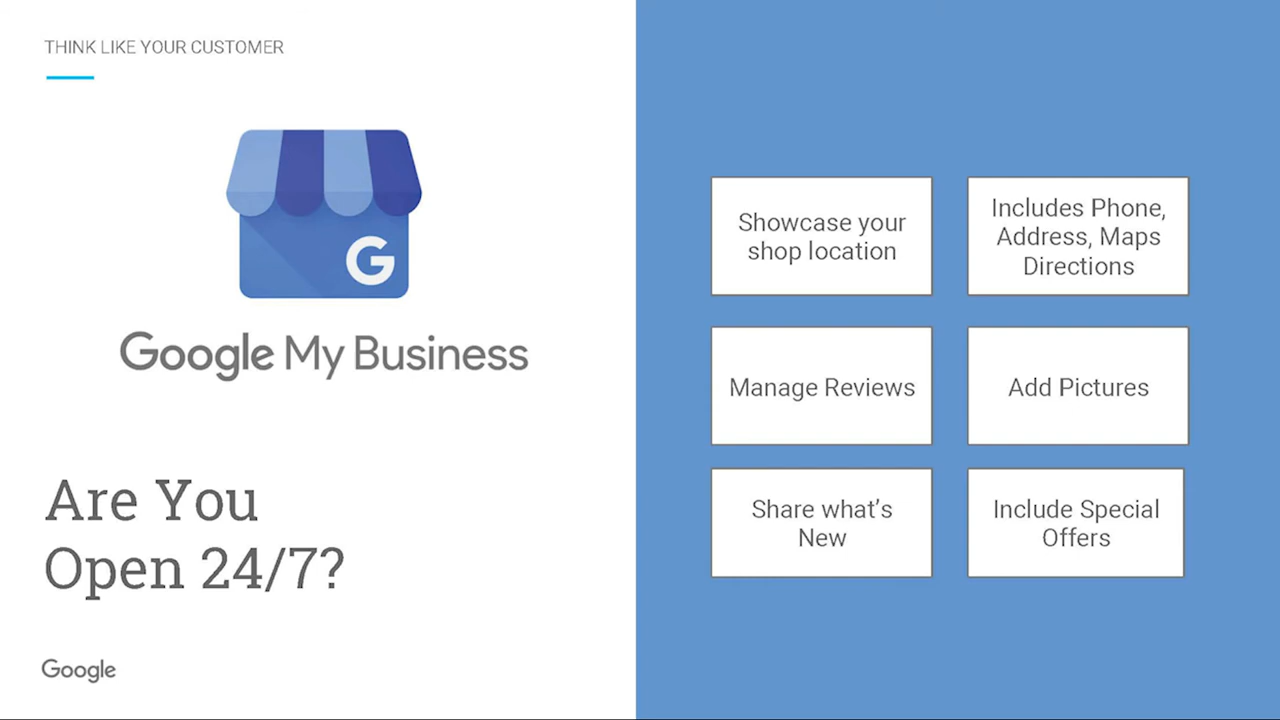 THINK LIKE YOUR CUSTOMER
G
Google My Business
Are You
Open 24/7?
Google
Showcase your
shop location
Includes Phone,
Address, Maps
Directions
Manage Reviews
Add Pictures
Share what's
New
Include Special
Offers